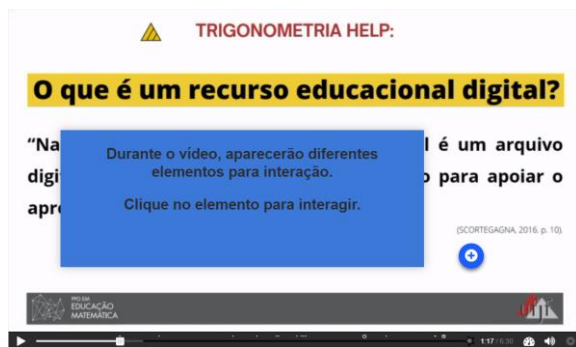 TRIGONOMETRIA HELP:
O que é um recurso educacional digital?
“Na
l é um arquivo
Durante o vídeo, aparecerão diferentes
elementos para interação.
digi
para apoiar o
Clique no elemento para interagir.
apr
(SCORTEGAGNA, 2016, p. 10).
PPG EM
EDUCAÇÃO
MATEMÁTICA
1:17 / 6:30